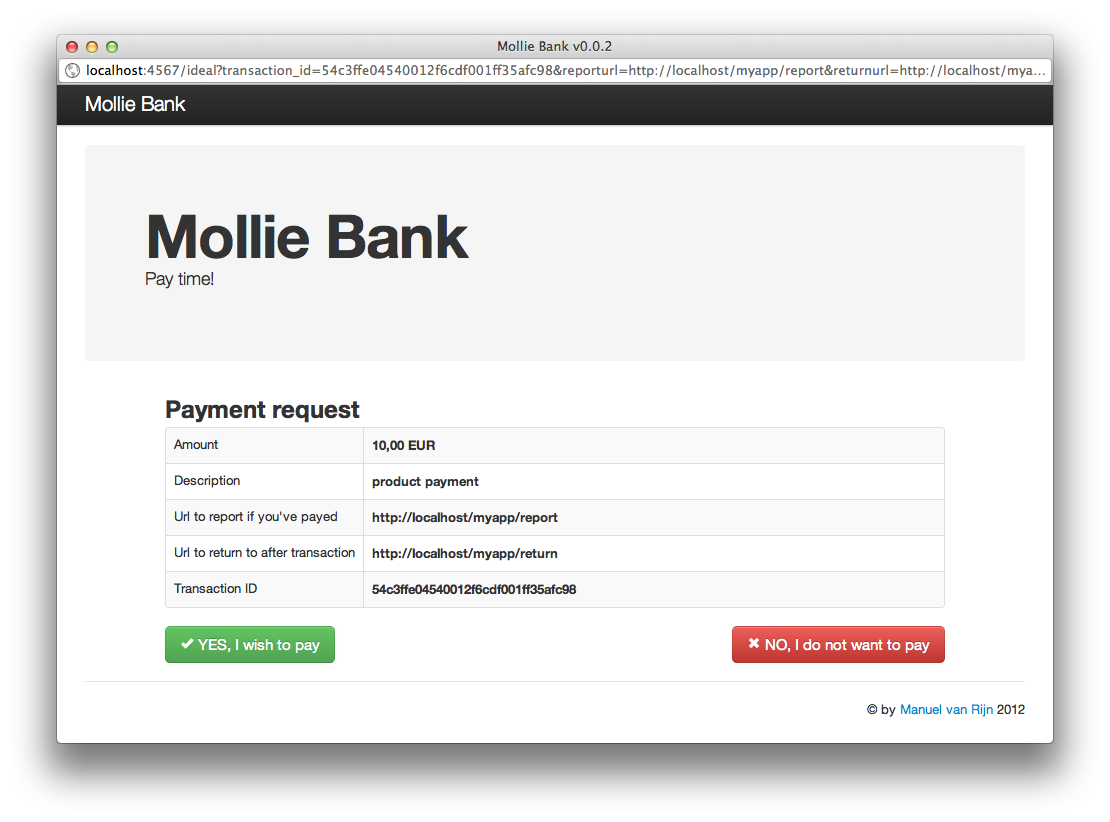 Mollie Bank v0.0.2
localhost:4567/ideal?transaction_id=54c3ffe04540012f6cdf001ff35afc98&reporturl=http://localhost/myapp/report&returnurl=http://localhost/mya...
Mollie Bank
Mollie Bank
Pay time!
Payment request
Amount 10,00 EUR
Description product payment
Url to report if you've payed http://localhost/myapp/report
Url to return to after transaction http://localhost/myapp/return
Transaction ID 54c3ffe04540012f6cdf001ff35afc98
YES, I wish to pay NO, I do not want to pay
© by Manuel van Rijn 2012